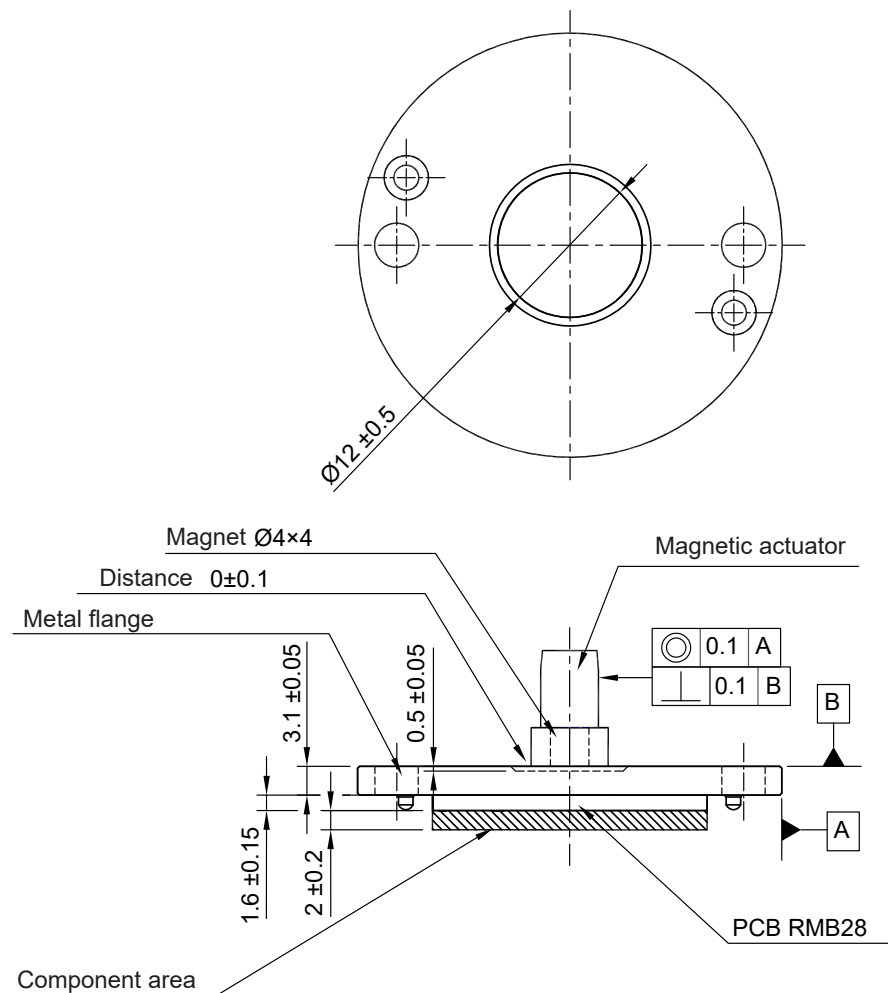 Ø12 ±0.5
Magnet Ø4×4
Magnetic actuator
Distance 0±0.1
Metal flange
0.1 A
0.1 B
3.1 ±0.05
0.5 ±0.05
B
A
1.6 ±0.15
2 ±0.2
PCB RMB28
Component area